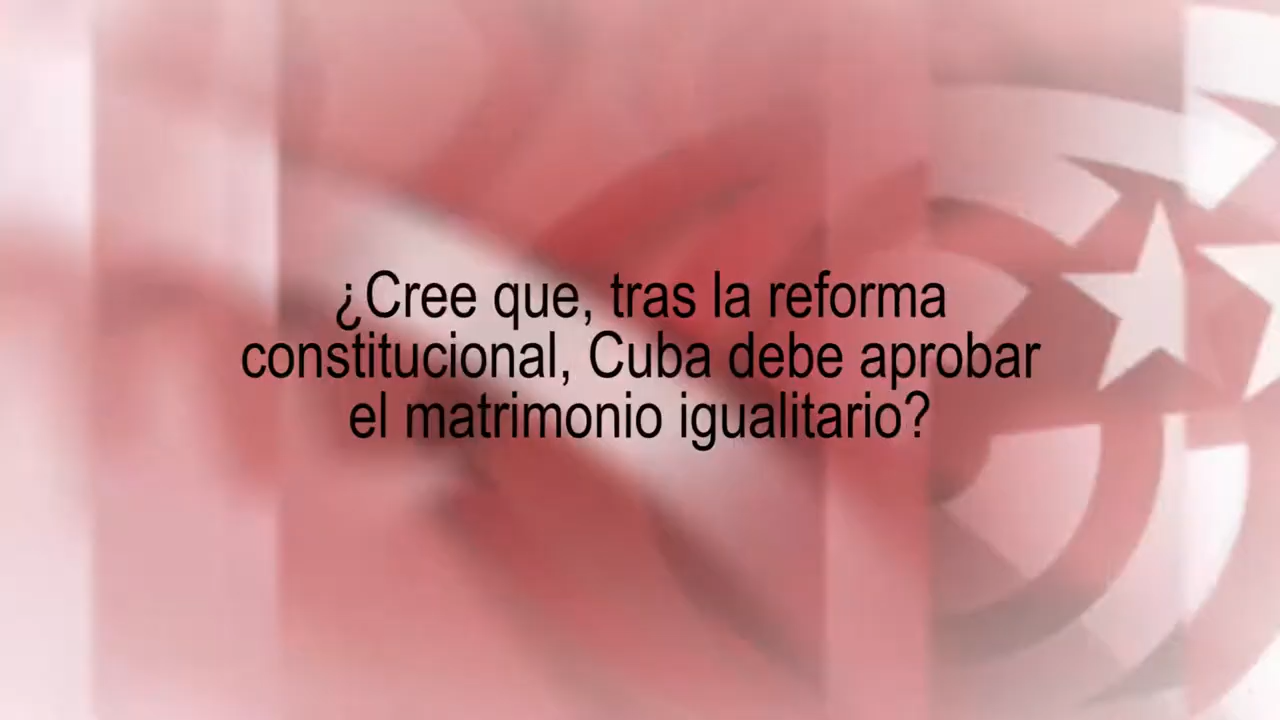 ¿Cree que, tras la reforma
constitucional, Cuba debe aprobar
el matrimonio igualitario?